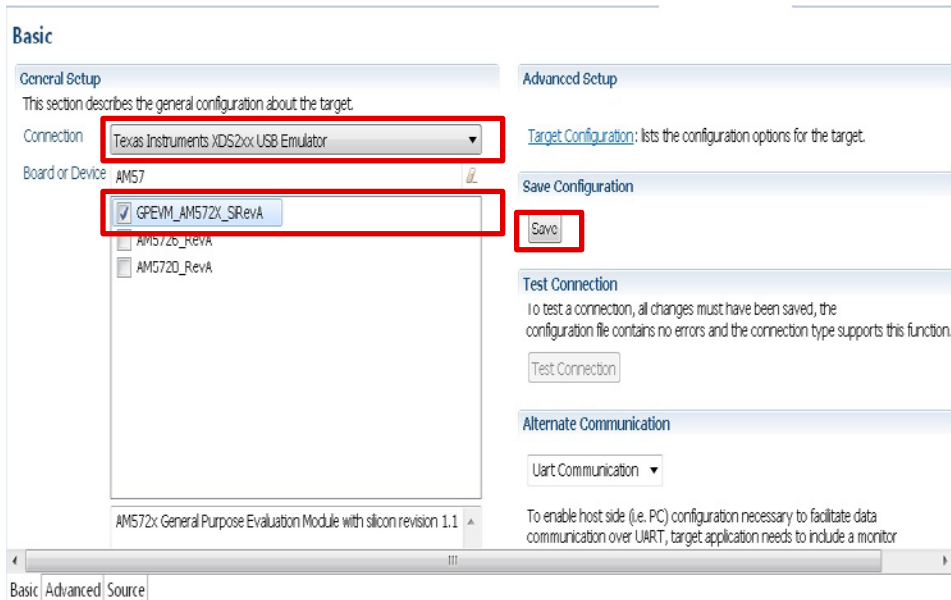 Basic
General Setup
This section describes the general configuration about the target.
Connection
Texas Instruments XDS2xx USB Emulator
Board or Device
AM57
GPEVM_AM572X_SiRevA
AM5726_RevA
AM5720_RevA
AM572x General Purpose Evaluation Module with silicon revision 1.1
Advanced Setup
Target Configuration: lists the configuration options for the target.
Save Configuration
Save
Test Connection
To test a connection, all changes must have been saved, the
configuration file contains no errors and the connection type supports this function.
Test Connection
Alternate Communication
Uart Communication
To enable host side (i.e. PC) configuration necessary to facilitate data
communication over UART, target application needs to include a monitor
Basic Advanced Source